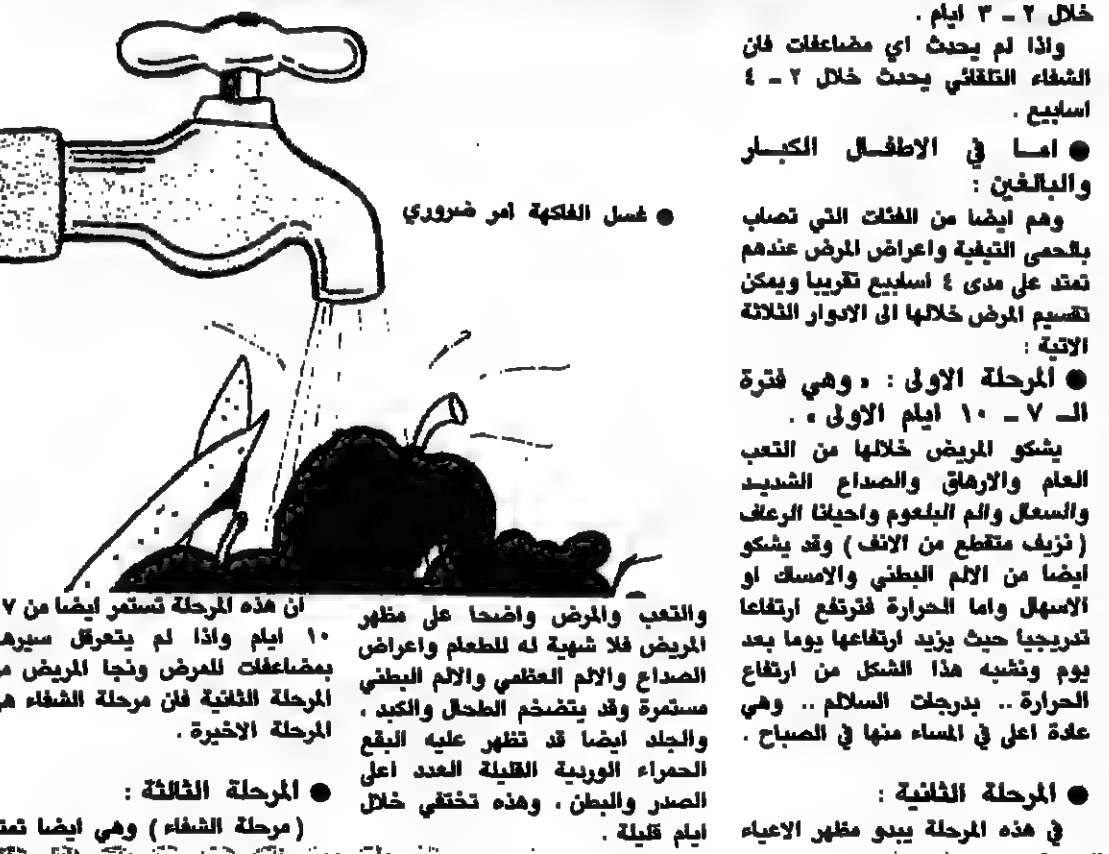 خلال ٢ ــ ٣ ايام .
واذا لم يحدث اي مضاعفات فان
الشفاء التلقائي يحدث خلال ٢ ــ ٤
اسابيع .
● امــا في الاطفــال الكبــار
والبالغين :
وهم ايضا من الفئات التي تصاب
بالحمى التيفية واعراض المرض عندهم
تمتد على مدى ٤ اسابيع تقريبا ويمكن
تقسيم المرض خلالها الى الادوار الثلاثة
الاتية :
● المرحلة الاولى : « وهي فترة
الــ ٧ ــ ١٠ ايام الاولى » .
يشكو المريض خلالها من التعب
العام والارهاق والصداع الشديد
والسعال والم البلعوم واحيانا الرعاف
( نزيف متقطع من الانف ) وقد يشكو
ايضا من الالم البطني والامساك او
الاسهال واما الحرارة فترتفع ارتفاعا
تدريجيا حيث يزيد ارتفاعها يوما بعد
يوم ونشبه هذا الشكل من ارتفاع
الحرارة .. بدرجات السلالم .. وهي
عادة اعلى في المساء منها في الصباح .
● المرحلة الثانية :
في هذه المرحلة يبدو مظهر الاعياء
● غسل الفاكهة امر ضروري
والتعب والمرض واضحا على مظهر
المريض فلا شهية له للطعام واعراض
الصداع والالم العظمي والالم البطني
مستمرة وقد يتضخم الطحال والكبد ،
والجلد ايضا قد تظهر عليه البقع
الحمراء الوردية القليلة العدد اعلى
الصدر والبطن ، وهذه تختفي خلال
ايام قليلة .
ان هذه المرحلة تستمر ايضا من ٧
١٠ ايام واذا لم يتعرقل سيرها
بمضاعفات للمرض ونجا المريض من
المرحلة الثانية فان مرحلة الشفاء هي
المرحلة الاخيرة .
● المرحلة الثالثة :
( مرحلة الشفاء ) وهي ايضا تمتد